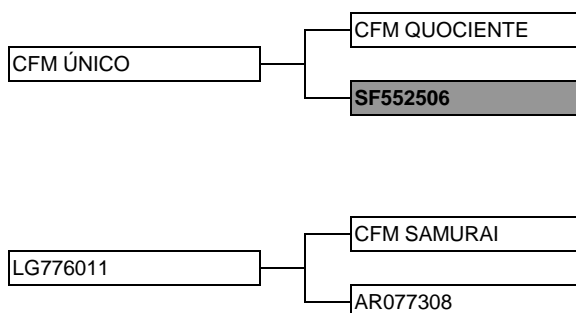 CFM QUOCIENTE
CFM ÚNICO
SF552506
CFM SAMURAI
LG776011
AR077308